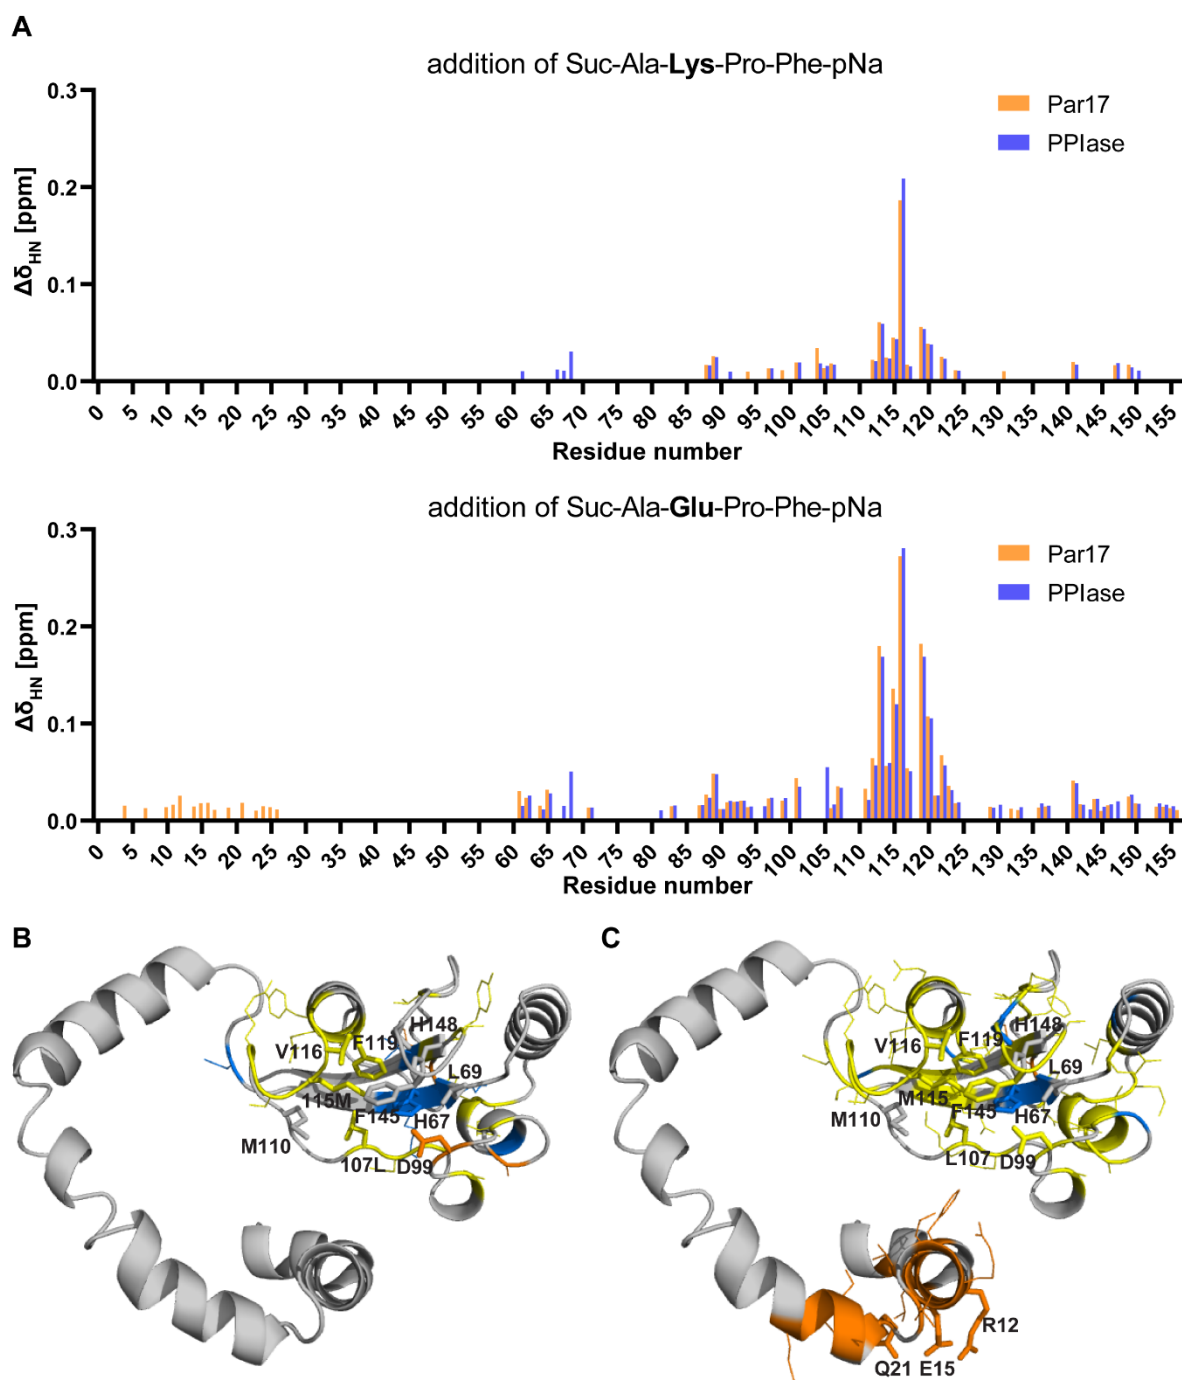 A
addition of Suc-Ala-Lys-Pro-Phe-pNa
Par17
PPIase
ΔδHN [ppm]
0.3
0.2
0.1
0.0
0 5 10 15 20 25 30 35 40 45 50 55 60 65 70 75 80 85 90 95 100 105 110 115 120 125 130 135 140 145 150 155
Residue number
addition of Suc-Ala-Glu-Pro-Phe-pNa
Par17
PPIase
ΔδHN [ppm]
0.3
0.2
0.1
0.0
0 5 10 15 20 25 30 35 40 45 50 55 60 65 70 75 80 85 90 95 100 105 110 115 120 125 130 135 140 145 150 155
Residue number
B
H148
F119
V116
L69
115M
F145
H67
M110
107L
D99
C
H148
F119
V116
L69
M115
F145
H67
M110
L107
D99
R12
Q21
E15